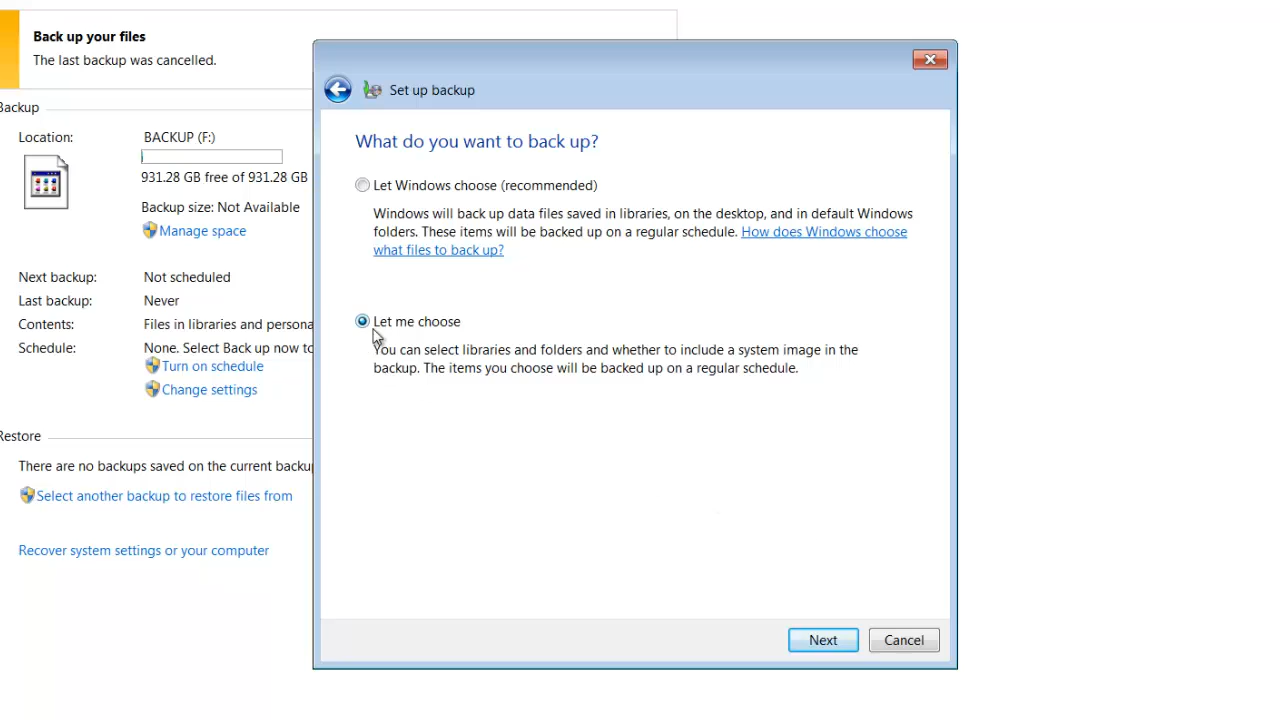 Back up your files
The last backup was cancelled.
Backup
Location:
BACKUP (F:)
931.28 GB free of 931.28 GB
Backup size: Not Available
Manage space
Next backup:
Not scheduled
Last backup:
Never
Contents:
Files in libraries and persona
Schedule:
None. Select Back up now to
Turn on schedule
Change settings
Restore
There are no backups saved on the current backup
Select another backup to restore files from
Recover system settings or your computer
Set up backup
What do you want to back up?
Let Windows choose (recommended)
Windows will back up data files saved in libraries, on the desktop, and in default Windows
folders. These items will be backed up on a regular schedule. How does Windows choose
what files to back up?
Let me choose
You can select libraries and folders and whether to include a system image in the
backup. The items you choose will be backed up on a regular schedule.
Next
Cancel